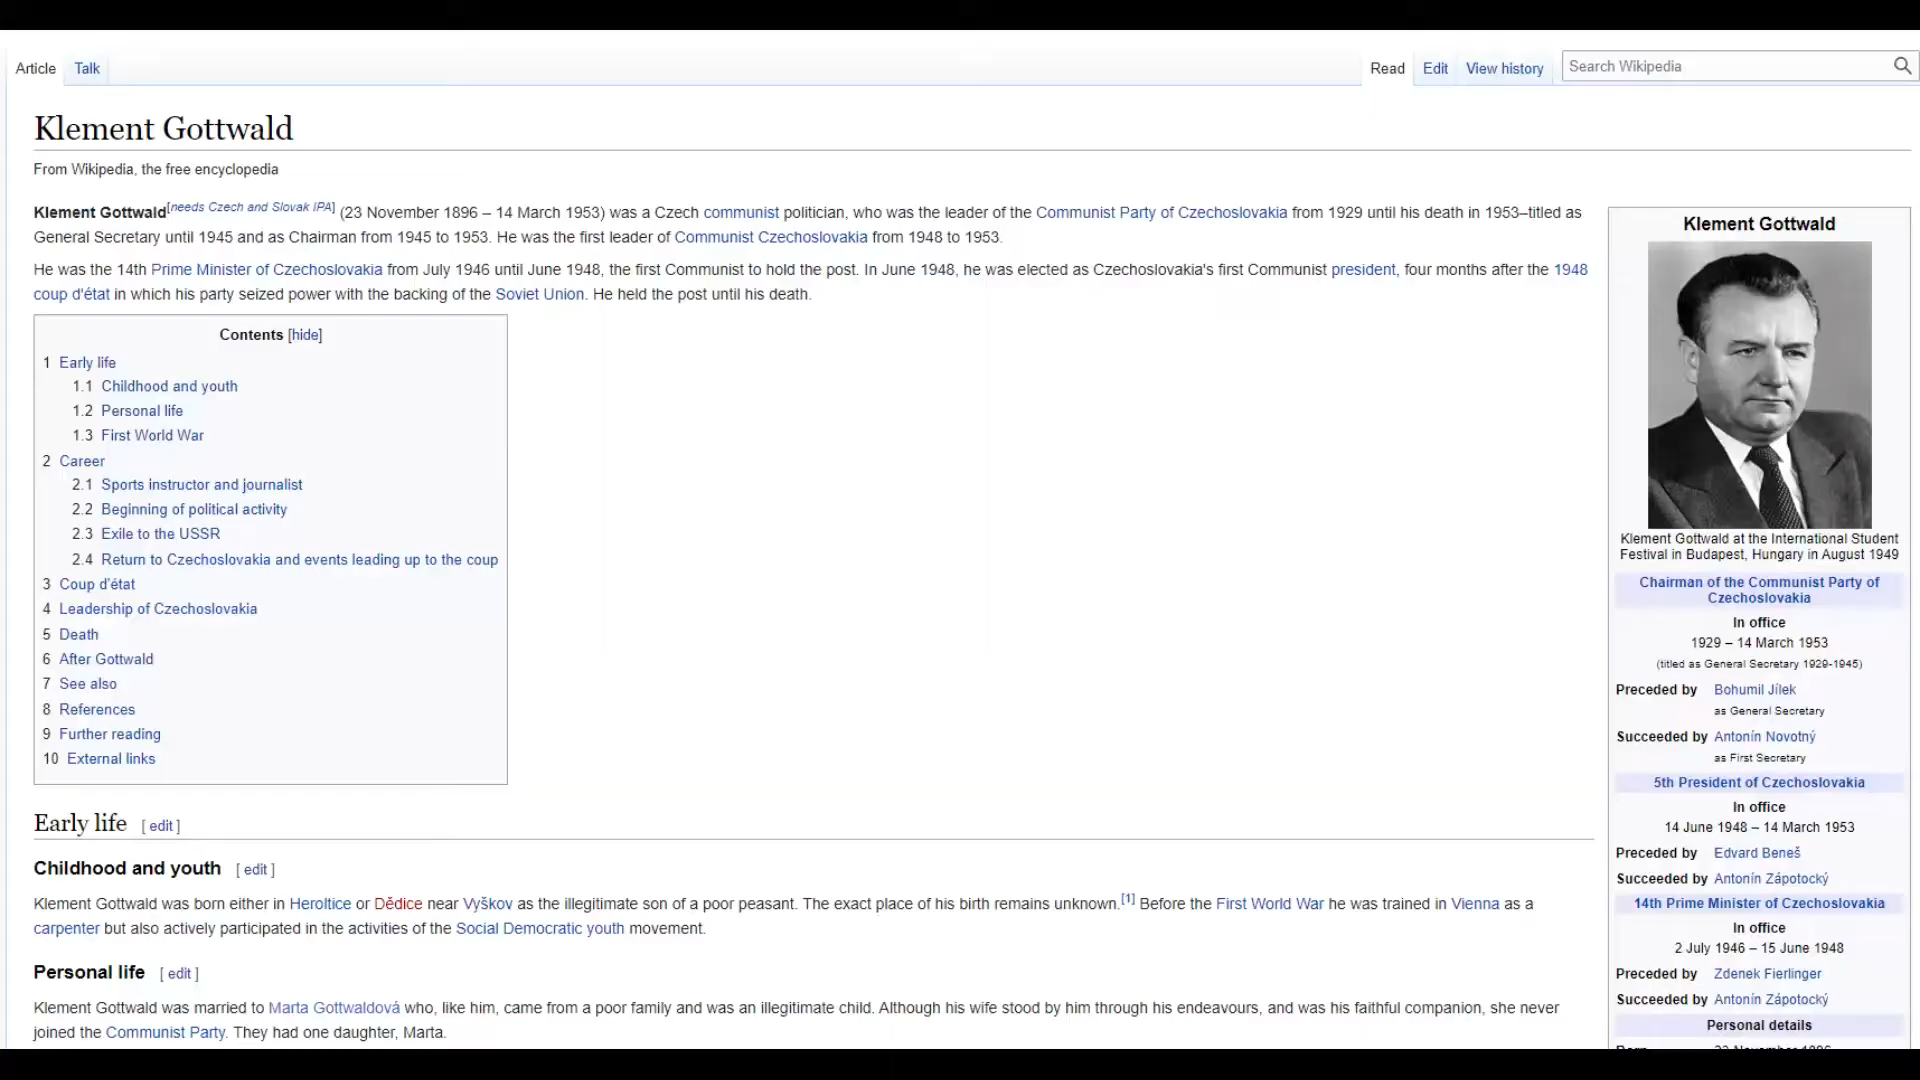 Article Talk Read Edit View history Search Wikipedia
Klement Gottwald
From Wikipedia, the free encyclopedia
Klement Gottwald[needs Czech and Slovak IPA] (23 November 1896 – 14 March 1953) was a Czech communist politician, who was the leader of the Communist Party of Czechoslovakia from 1929 until his death in 1953–titled as
General Secretary until 1945 and as Chairman from 1945 to 1953. He was the first leader of Communist Czechoslovakia from 1948 to 1953.
He was the 14th Prime Minister of Czechoslovakia from July 1946 until June 1948, the first Communist to hold the post. In June 1948, he was elected as Czechoslovakia's first Communist president, four months after the 1948
coup d'état in which his party seized power with the backing of the Soviet Union. He held the post until his death.
Contents [hide]
1 Early life
1.1 Childhood and youth
1.2 Personal life
1.3 First World War
2 Career
2.1 Sports instructor and journalist
2.2 Beginning of political activity
2.3 Exile to the USSR
2.4 Return to Czechoslovakia and events leading up to the coup
3 Coup d'état
4 Leadership of Czechoslovakia
5 Death
6 After Gottwald
7 See also
8 References
9 Further reading
10 External links
Early life [ edit ]
Childhood and youth [ edit ]
Klement Gottwald was born either in Heroltice or Dědice near Vyškov as the illegitimate son of a poor peasant. The exact place of his birth remains unknown.[1] Before the First World War he was trained in Vienna as a
carpenter but also actively participated in the activities of the Social Democratic youth movement.
Personal life [ edit ]
Klement Gottwald was married to Marta Gottwaldová who, like him, came from a poor family and was an illegitimate child. Although his wife stood by him through his endeavours, and was his faithful companion, she never
joined the Communist Party. They had one daughter, Marta.
Klement Gottwald
Klement Gottwald at the International Student
Festival in Budapest, Hungary in August 1949
Chairman of the Communist Party of
Czechoslovakia
In office
1929 – 14 March 1953
(titled as General Secretary 1929-1945)
Preceded by Bohumil Jílek
as General Secretary
Succeeded by Antonín Novotný
as First Secretary
5th President of Czechoslovakia
In office
14 June 1948 – 14 March 1953
Preceded by Edvard Beneš
Succeeded by Antonín Zápotocký
14th Prime Minister of Czechoslovakia
In office
2 July 1946 – 15 June 1948
Preceded by Zdenek Fierlinger
Succeeded by Antonín Zápotocký
Personal details
Born 23 November 1896